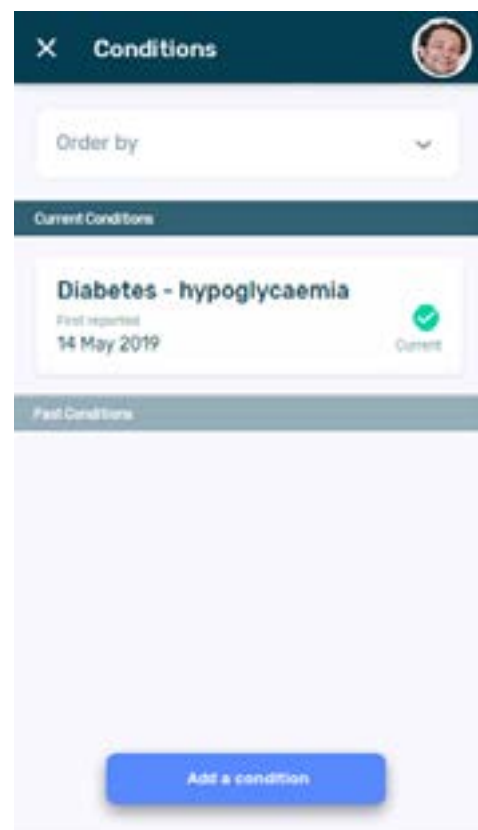 Conditions
Order by
Current Conditions
Diabetes - hypoglycaemia
First reported
14 May 2019
Current
Past Conditions
Add a condition